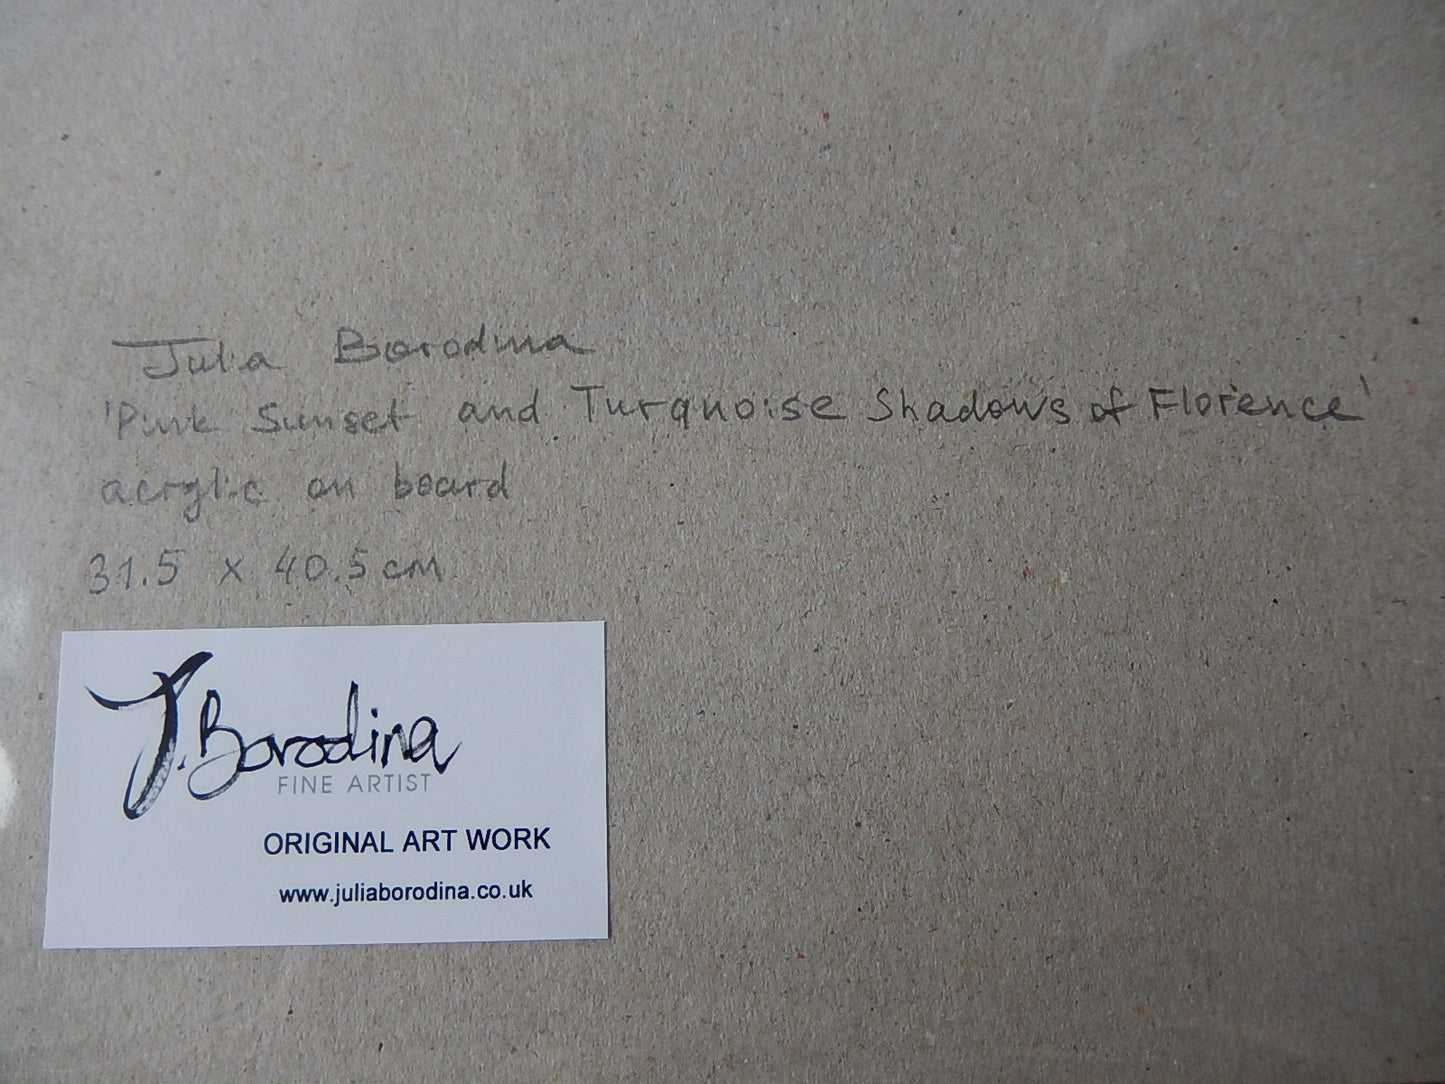 Julia Borodina
'Pink Sunset and Turquoise Shadows of Florence'
acrylic on board
31.5 x 40.5 cm
J. Borodina
FINE ARTIST
ORIGINAL ART WORK
www.juliaborodina.co.uk